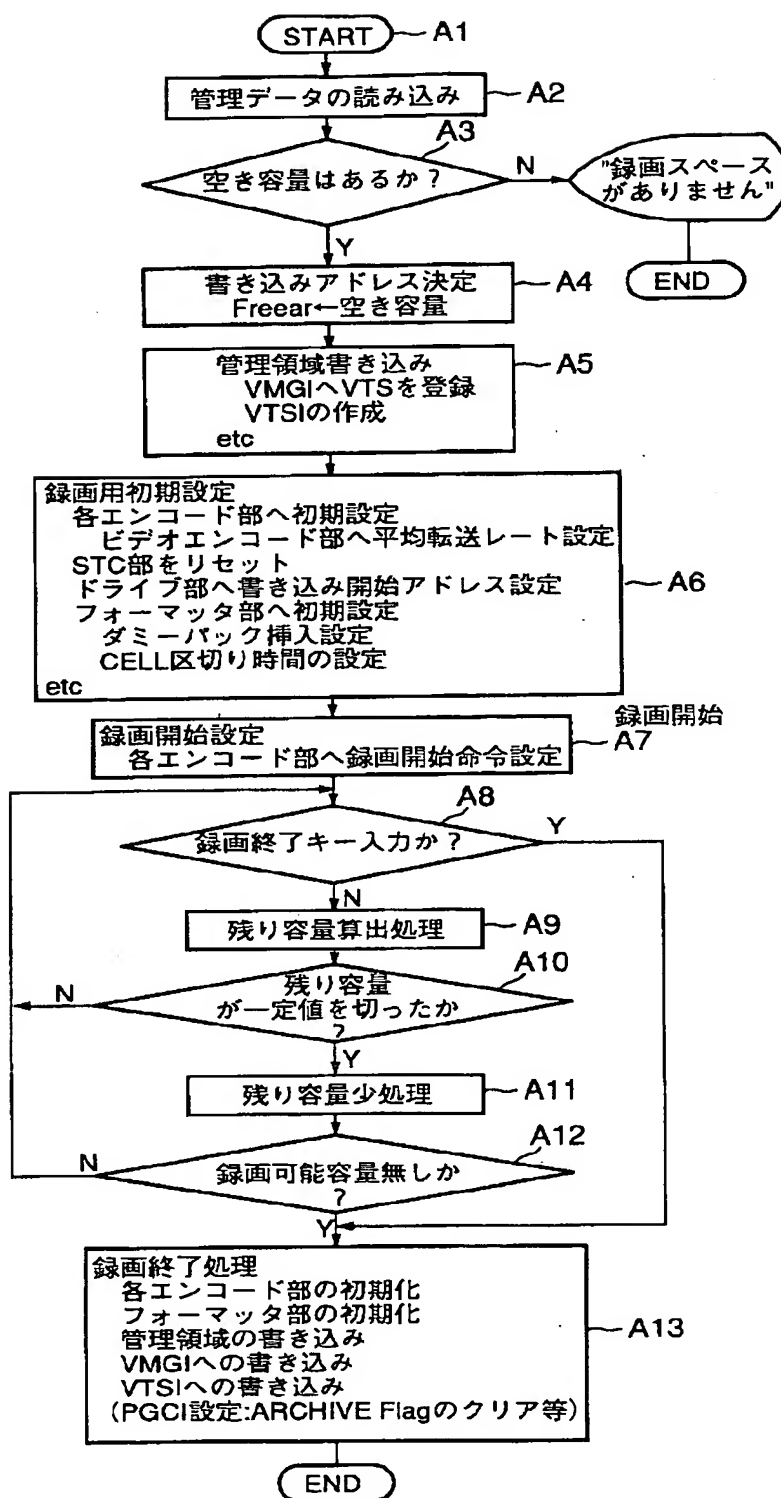 START
A1
管理データの読み込み
A2
A3
空き容量はあるか？
N
"録画スペース
がありません"
Y
END
書き込みアドレス決定
Freear←空き容量
A4
管理領域書き込み
VMGIへVTSを登録
VTSIの作成
etc
A5
録画用初期設定
各エンコード部へ初期設定
ビデオエンコード部へ平均転送レート設定
STC部をリセット
ドライブ部へ書き込み開始アドレス設定
フォーマッタ部へ初期設定
ダミーパック挿入設定
CELL区切り時間の設定
etc
A6
録画開始
録画開始設定
各エンコード部へ録画開始命令設定
A7
A8
録画終了キー入力か？
Y
N
残り容量算出処理
A9
A10
残り容量
が一定値を切ったか
？
N
Y
残り容量少処理
A11
A12
録画可能容量無しか
？
N
Y
録画終了処理
各エンコード部の初期化
フォーマッタ部の初期化
管理領域の書き込み
VMGIへの書き込み
VTSIへの書き込み
（PGCI設定:ARCHIVE Flagのクリア等）
A13
END